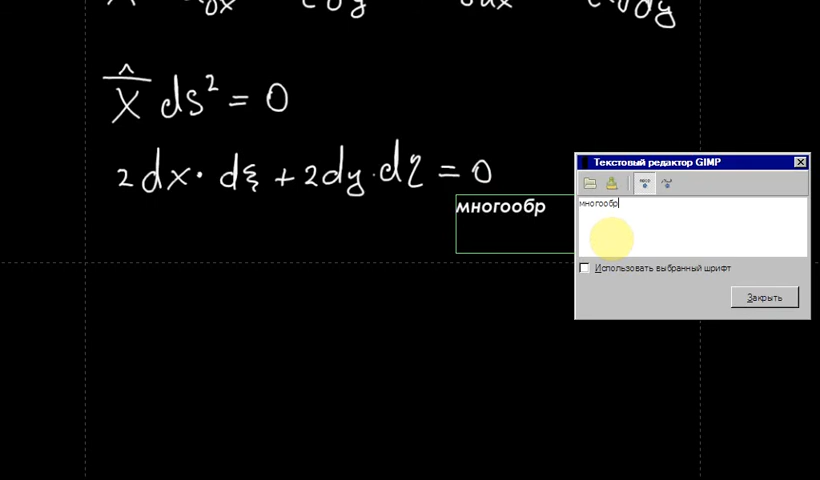 X̂ ds² = 0
2dx · dξ + 2dy · dη = 0
многообр
Текстовый редактор GIMP
многообр
Использовать выбранный шрифт
Закрыть